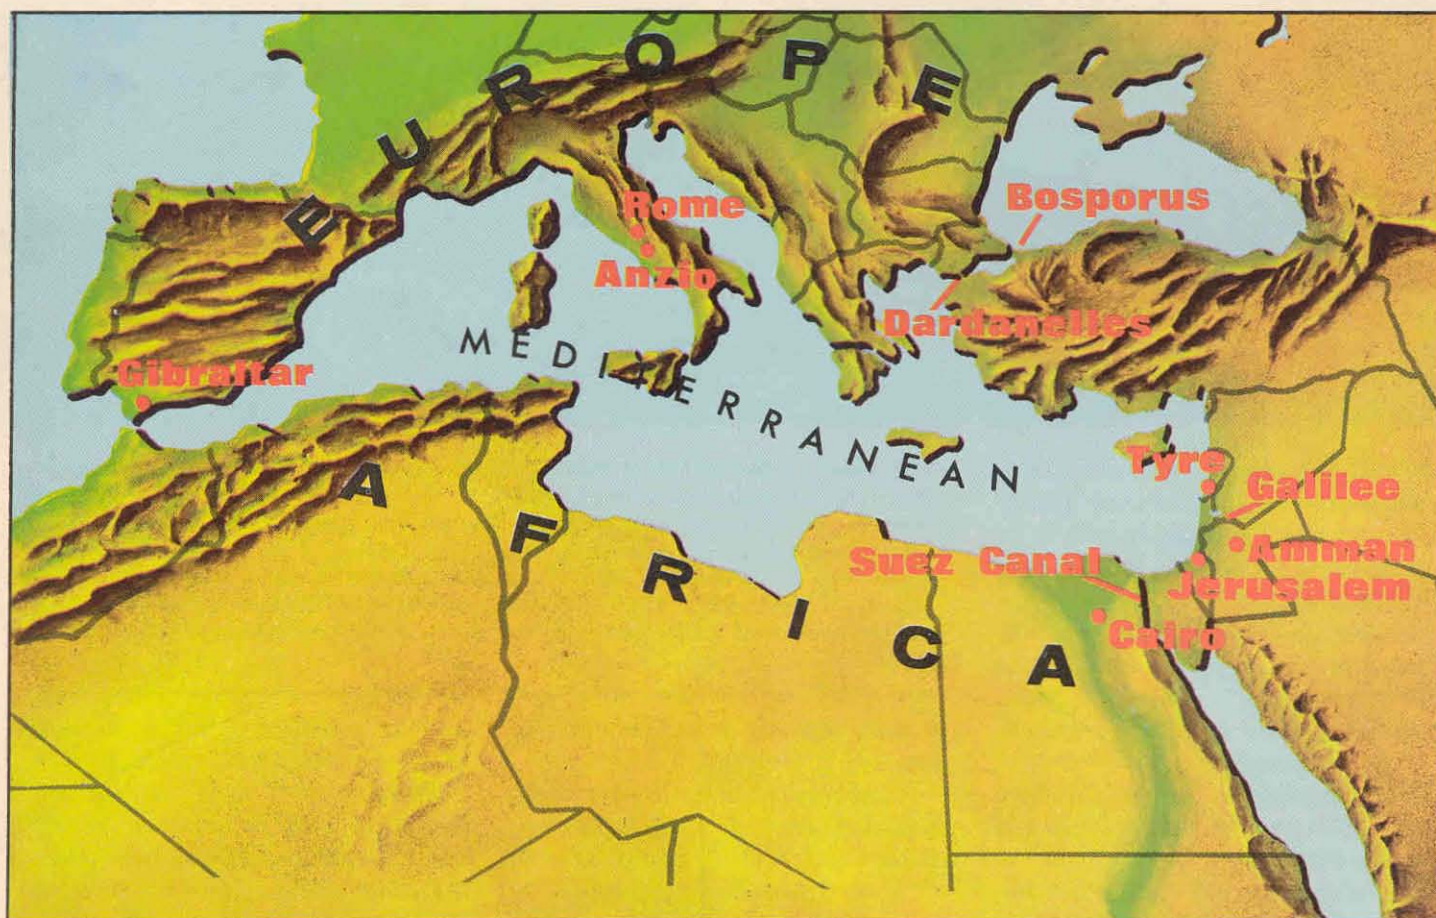 EUROPE
Bosporus
Rome
Anzio
Dardanelles
MEDITERRANEAN
Gibraltar
Tyre
Galilee
AFRICA
Suez Canal
Amman
Jerusalem
Cairo